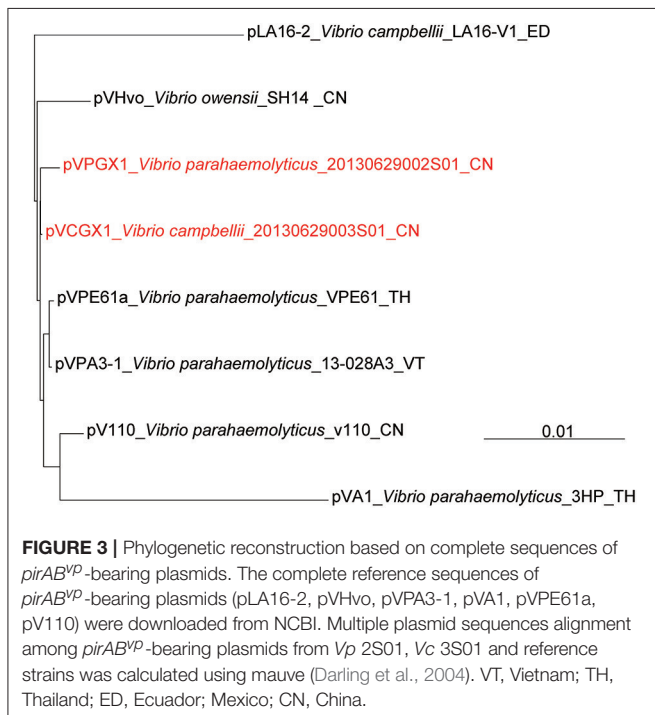 pLA16-2_Vibrio campbellii_LA16-V1_ED
pVHvo_Vibrio owensii_SH14 _CN
pVPGX1_Vibrio parahaemolyticus_20130629002S01_CN
pVCGX1_Vibrio campbellii_20130629003S01_CN
pVPE61a_Vibrio parahaemolyticus_VPE61_TH
pVPA3-1_Vibrio parahaemolyticus_13-028A3_VT
pV110_Vibrio parahaemolyticus_v110_CN
0.01
pVA1_Vibrio parahaemolyticus_3HP_TH
FIGURE 3 | Phylogenetic reconstruction based on complete sequences of
pirABvp-bearing plasmids. The complete reference sequences of
pirABvp-bearing plasmids (pLA16-2, pVHvo, pVPA3-1, pVA1, pVPE61a,
pV110) were downloaded from NCBI. Multiple plasmid sequences alignment
among pirABvp-bearing plasmids from Vp 2S01, Vc 3S01 and reference
strains was calculated using mauve (Darling et al., 2004). VT, Vietnam; TH,
Thailand; ED, Ecuador; Mexico; CN, China.